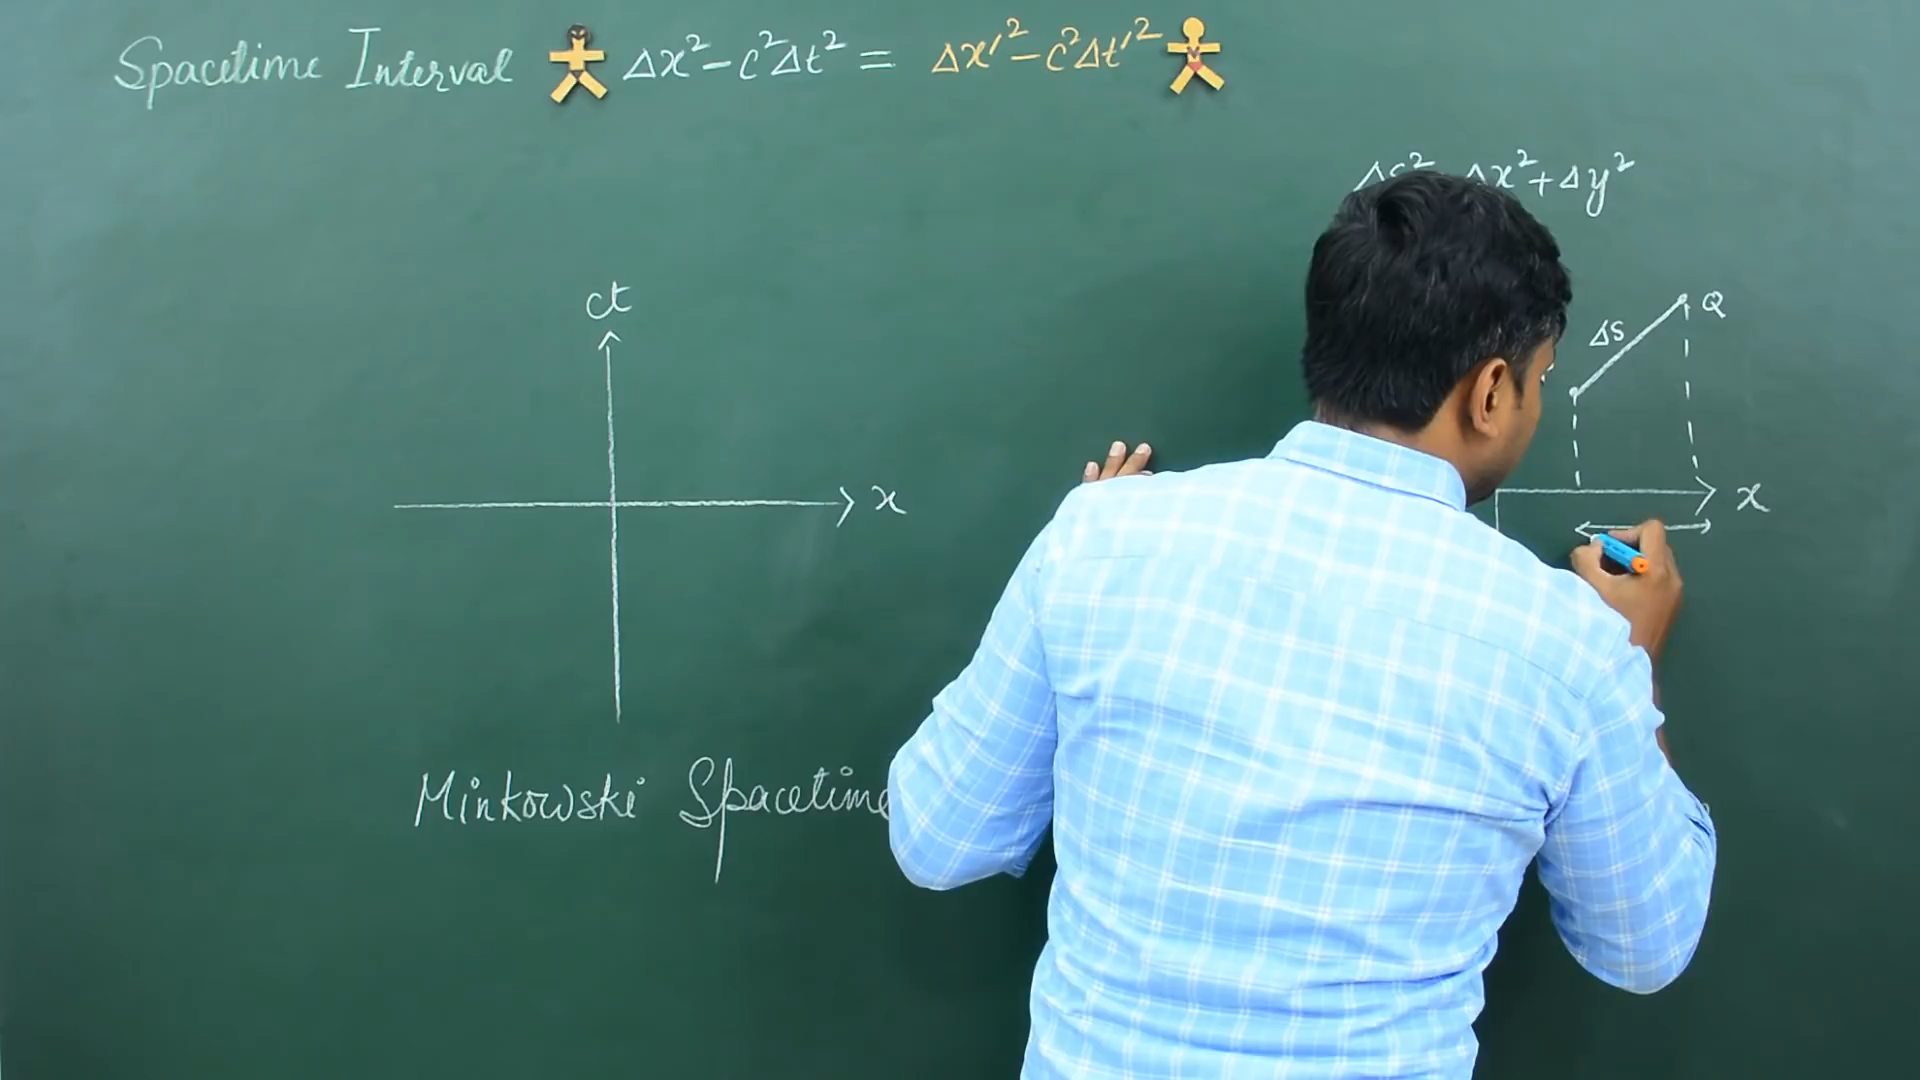 Spacetime Interval Δx² − c²Δt² = Δx′² − c²Δt′²
Δs² Δx² + Δy²
ct
Q
Δs
x
x
Minkowski Spacetime